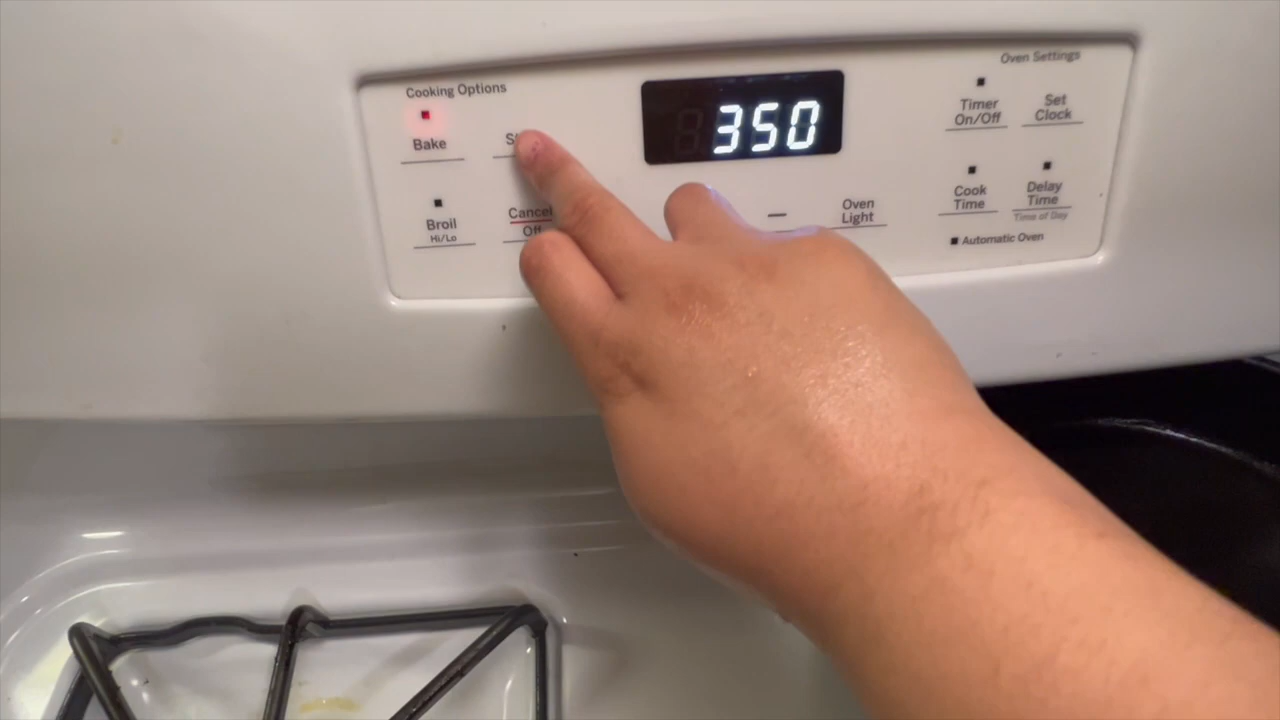 Cooking Options
Bake
Broil
Hi/Lo
Cancel
Off
350
Oven
Light
Oven Settings
Timer
On/Off
Set
Clock
Cook
Time
Delay
Time
Time of Day
Automatic Oven